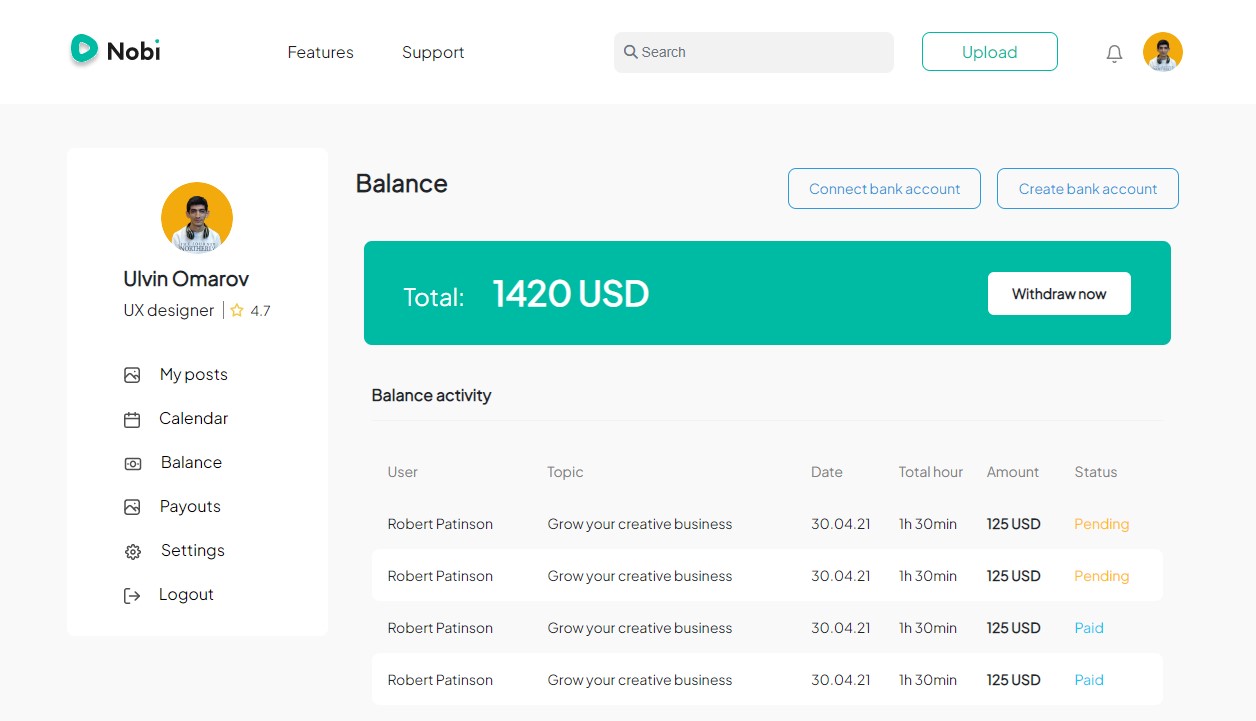 Nobi
Features
Support
Search
Upload
Ulvin Omarov
UX designer
4.7
My posts
Calendar
Balance
Payouts
Settings
Logout
Balance
Connect bank account
Create bank account
Total: 1420 USD
Withdraw now
Balance activity
User Topic Date Total hour Amount Status
Robert Patinson Grow your creative business 30.04.21 1h 30min 125 USD Pending
Robert Patinson Grow your creative business 30.04.21 1h 30min 125 USD Pending
Robert Patinson Grow your creative business 30.04.21 1h 30min 125 USD Paid
Robert Patinson Grow your creative business 30.04.21 1h 30min 125 USD Paid